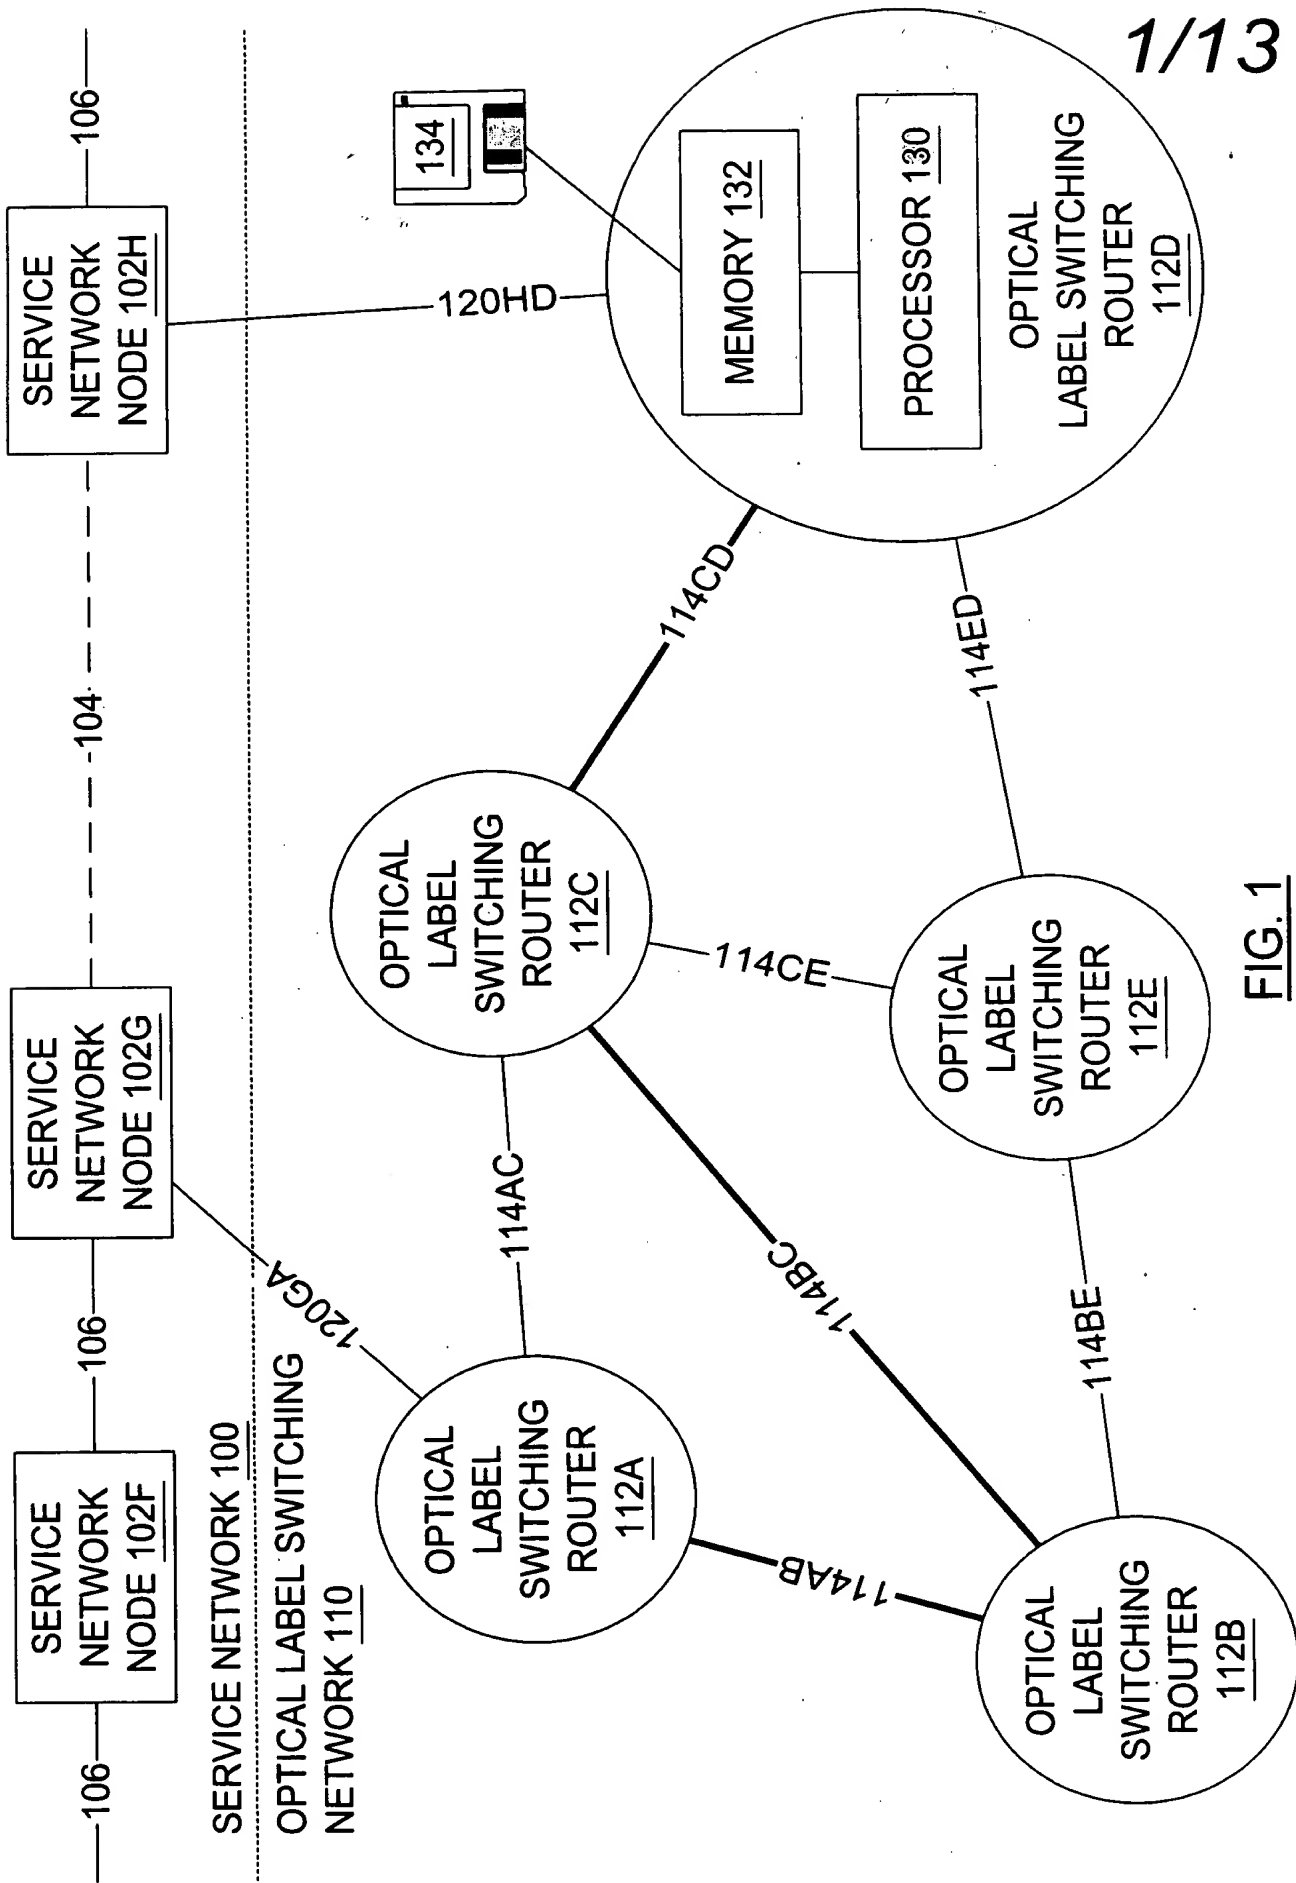 1/13
106
SERVICE
NETWORK
NODE 102F
106
SERVICE
NETWORK
NODE 102G
104
SERVICE
NETWORK
NODE 102H
106
SERVICE NETWORK 100
OPTICAL LABEL SWITCHING
NETWORK 110
120GA
120HD
134
OPTICAL
LABEL
SWITCHING
ROUTER
112A
114AC
OPTICAL
LABEL
SWITCHING
ROUTER
112C
114CD
MEMORY 132
PROCESSOR 130
OPTICAL
LABEL SWITCHING
ROUTER
112D
114AB
114BC
114CE
114ED
OPTICAL
LABEL
SWITCHING
ROUTER
112B
114BE
OPTICAL
LABEL
SWITCHING
ROUTER
112E
FIG. 1